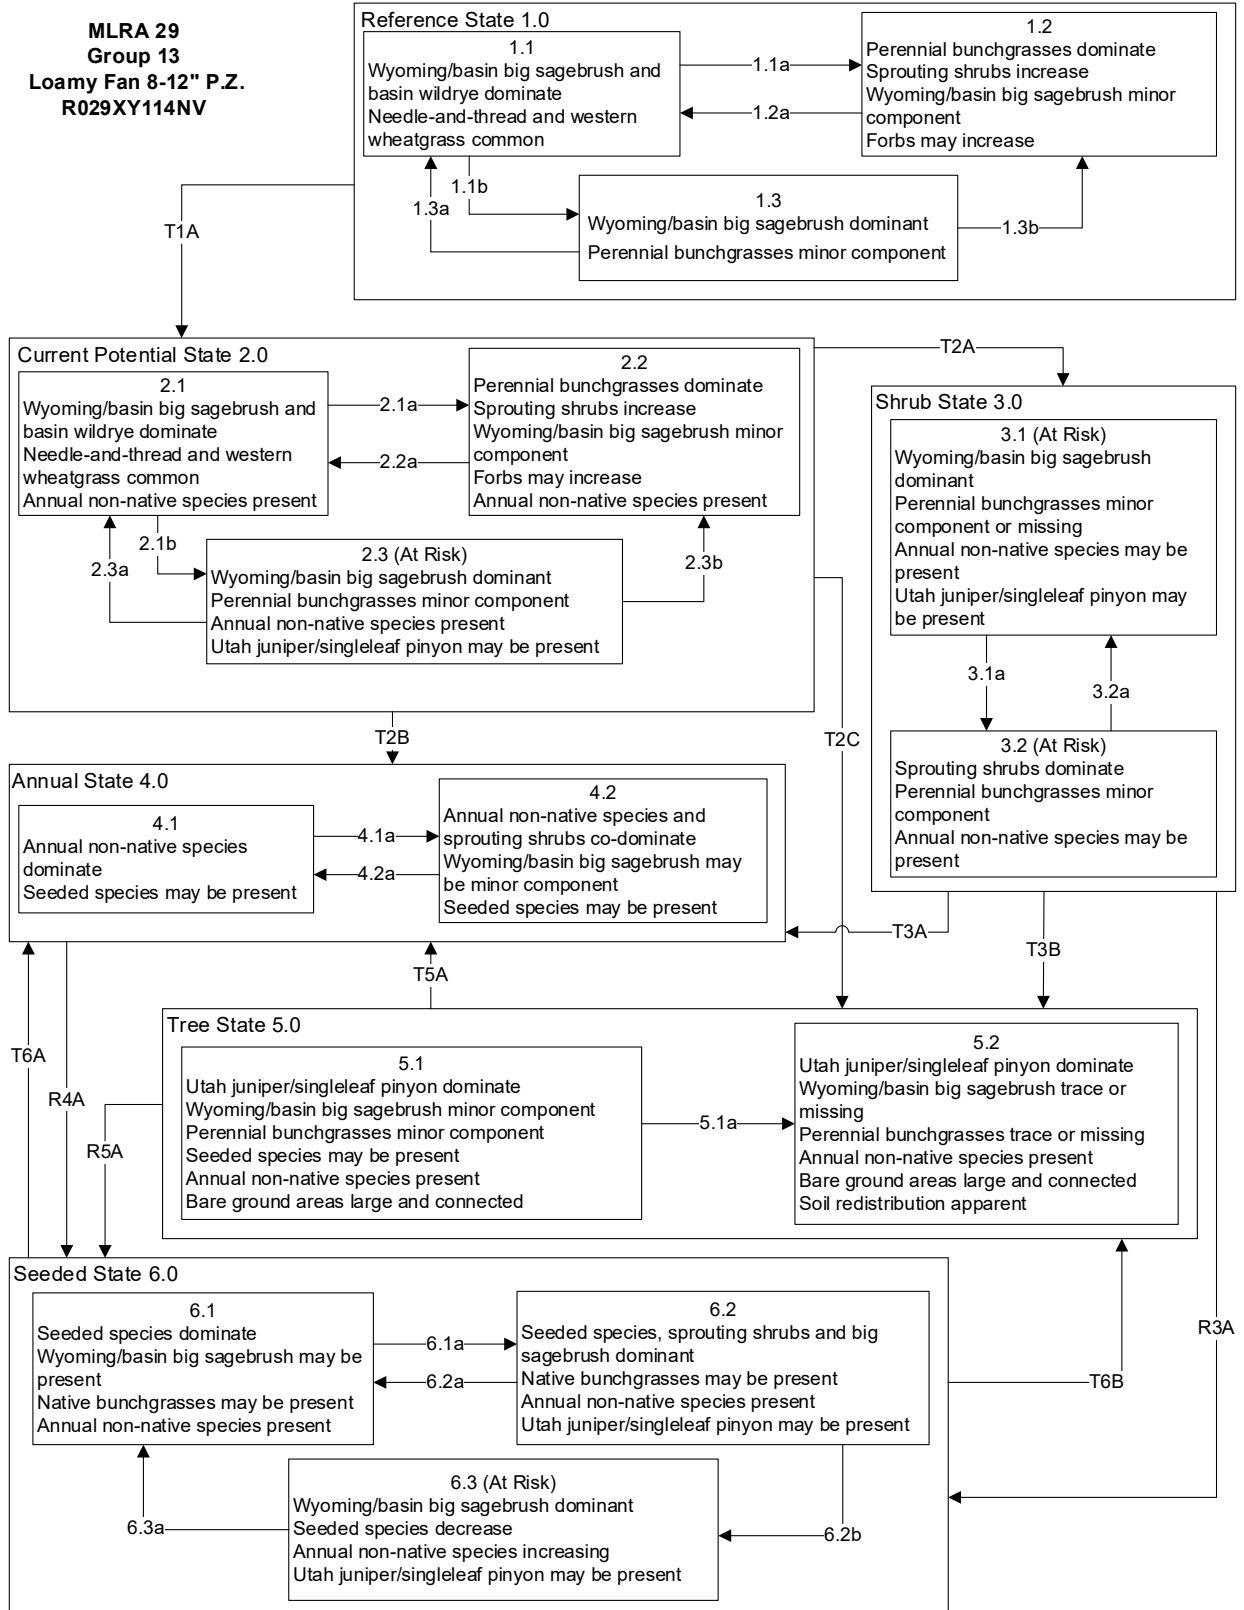 MLRA 29
Group 13
Loamy Fan 8-12" P.Z.
R029XY114NV
Reference State 1.0
1.1
Wyoming/basin big sagebrush and
basin wildrye dominate
Needle-and-thread and western
wheatgrass common
1.1a
1.2a
1.2
Perennial bunchgrasses dominate
Sprouting shrubs increase
Wyoming/basin big sagebrush minor
component
Forbs may increase
1.1b
1.3a
1.3
Wyoming/basin big sagebrush dominant
Perennial bunchgrasses minor component
1.3b
T1A
Current Potential State 2.0
2.1
Wyoming/basin big sagebrush and
basin wildrye dominate
Needle-and-thread and western
wheatgrass common
Annual non-native species present
2.1a
2.2a
2.2
Perennial bunchgrasses dominate
Sprouting shrubs increase
Wyoming/basin big sagebrush minor
component
Forbs may increase
Annual non-native species present
2.1b
2.3a
2.3 (At Risk)
Wyoming/basin big sagebrush dominant
Perennial bunchgrasses minor component
Annual non-native species present
Utah juniper/singleleaf pinyon may be present
2.3b
T2A
Shrub State 3.0
3.1 (At Risk)
Wyoming/basin big sagebrush
dominant
Perennial bunchgrasses minor
component or missing
Annual non-native species may be
present
Utah juniper/singleleaf pinyon may
be present
3.1a
3.2a
3.2 (At Risk)
Sprouting shrubs dominate
Perennial bunchgrasses minor
component
Annual non-native species may be
present
T2B
T2C
Annual State 4.0
4.1
Annual non-native species
dominate
Seeded species may be present
4.1a
4.2a
4.2
Annual non-native species and
sprouting shrubs co-dominate
Wyoming/basin big sagebrush may
be minor component
Seeded species may be present
T3A
T3B
T5A
Tree State 5.0
5.1
Utah juniper/singleleaf pinyon dominate
Wyoming/basin big sagebrush minor component
Perennial bunchgrasses minor component
Seeded species may be present
Annual non-native species present
Bare ground areas large and connected
5.1a
5.2
Utah juniper/singleleaf pinyon dominate
Wyoming/basin big sagebrush trace or
missing
Perennial bunchgrasses trace or missing
Annual non-native species present
Bare ground areas large and connected
Soil redistribution apparent
T6A
R4A
R5A
Seeded State 6.0
6.1
Seeded species dominate
Wyoming/basin big sagebrush may be
present
Native bunchgrasses may be present
Annual non-native species present
6.1a
6.2a
6.2
Seeded species, sprouting shrubs and big
sagebrush dominant
Native bunchgrasses may be present
Annual non-native species present
Utah juniper/singleleaf pinyon may be present
T6B
R3A
6.3a
6.3 (At Risk)
Wyoming/basin big sagebrush dominant
Seeded species decrease
Annual non-native species increasing
Utah juniper/singleleaf pinyon may be present
6.2b